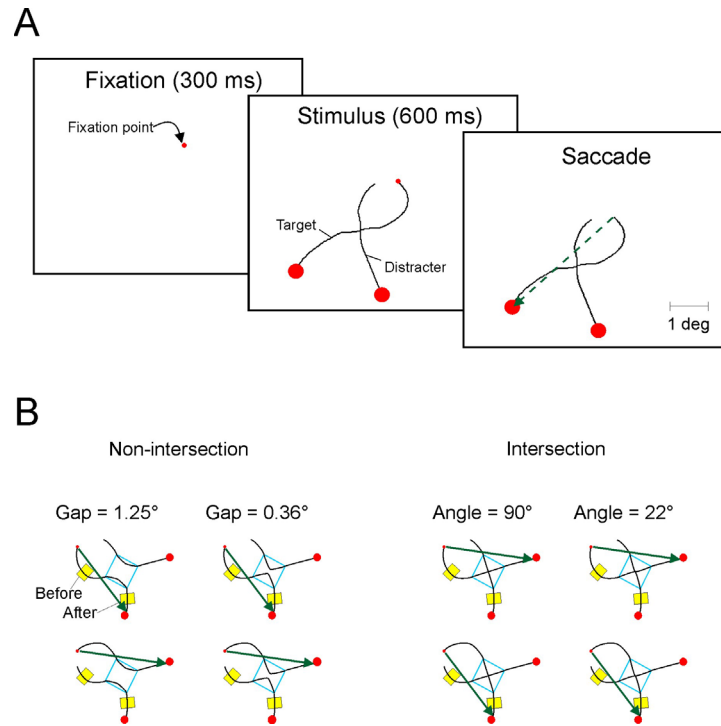 A
Fixation (300 ms)
Fixation point
Stimulus (600 ms)
Target
Distracter
Saccade
1 deg
B
Non-intersection
Intersection
Gap = 1.25°
Gap = 0.36°
Angle = 90°
Angle = 22°
Before
After